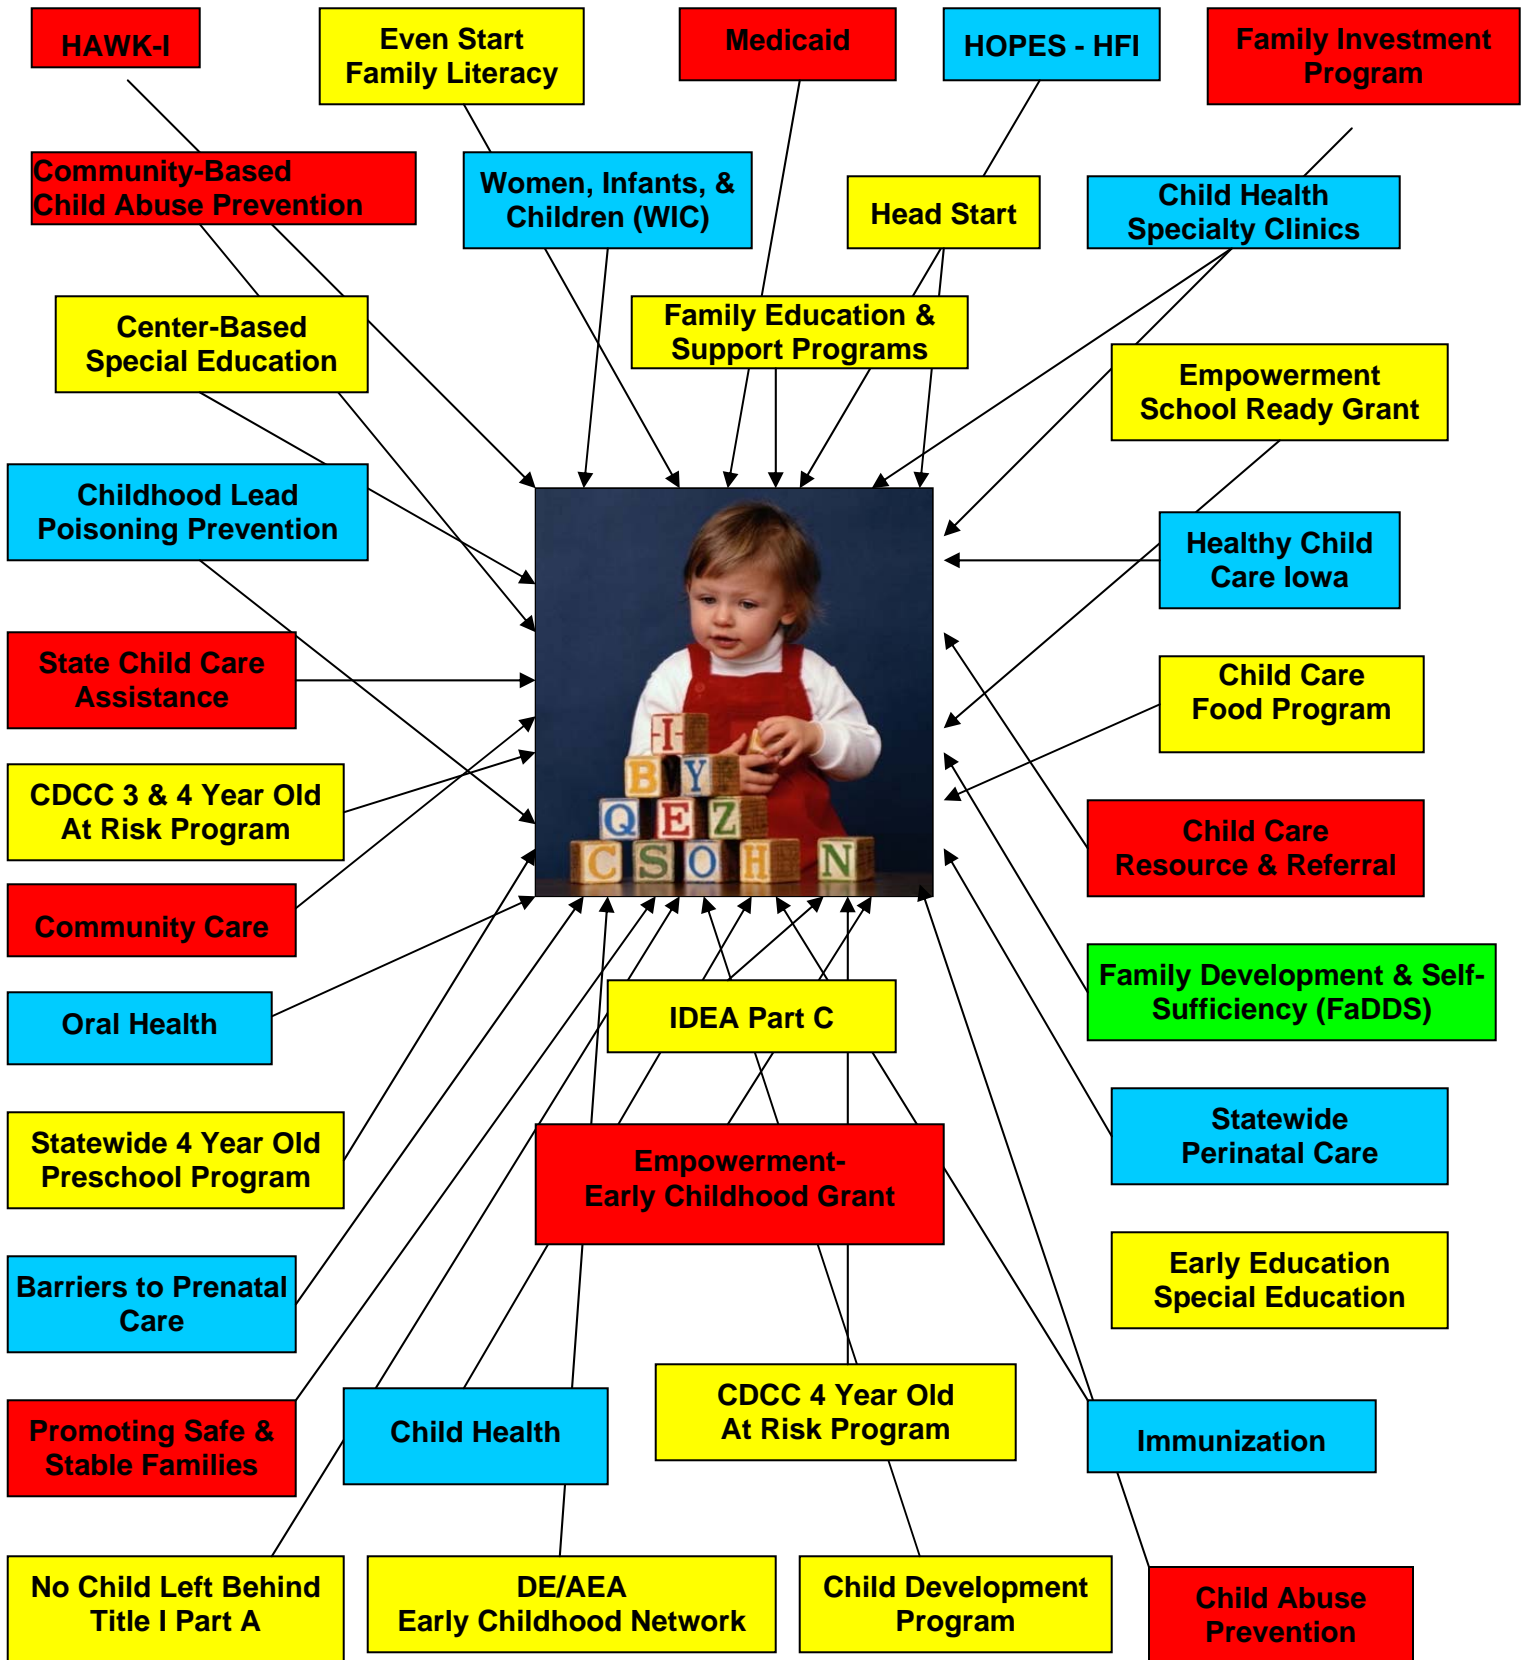 HAWK-I
Even Start
Family Literacy
Medicaid
HOPES - HFI
Family Investment
Program
Community-Based
Child Abuse Prevention
Women, Infants, &
Children (WIC)
Head Start
Child Health
Specialty Clinics
Center-Based
Special Education
Family Education &
Support Programs
Empowerment
School Ready Grant
Childhood Lead
Poisoning Prevention
Healthy Child
Care Iowa
State Child Care
Assistance
Child Care
Food Program
I
B Y
Q E Z
C S O H N
CDCC 3 & 4 Year Old
At Risk Program
Child Care
Resource & Referral
Community Care
Family Development & Self-
Sufficiency (FaDDS)
Oral Health
IDEA Part C
Statewide 4 Year Old
Preschool Program
Empowerment-
Early Childhood Grant
Statewide
Perinatal Care
Barriers to Prenatal
Care
Early Education
Special Education
Promoting Safe &
Stable Families
Child Health
CDCC 4 Year Old
At Risk Program
Immunization
No Child Left Behind
Title I Part A
DE/AEA
Early Childhood Network
Child Development
Program
Child Abuse
Prevention